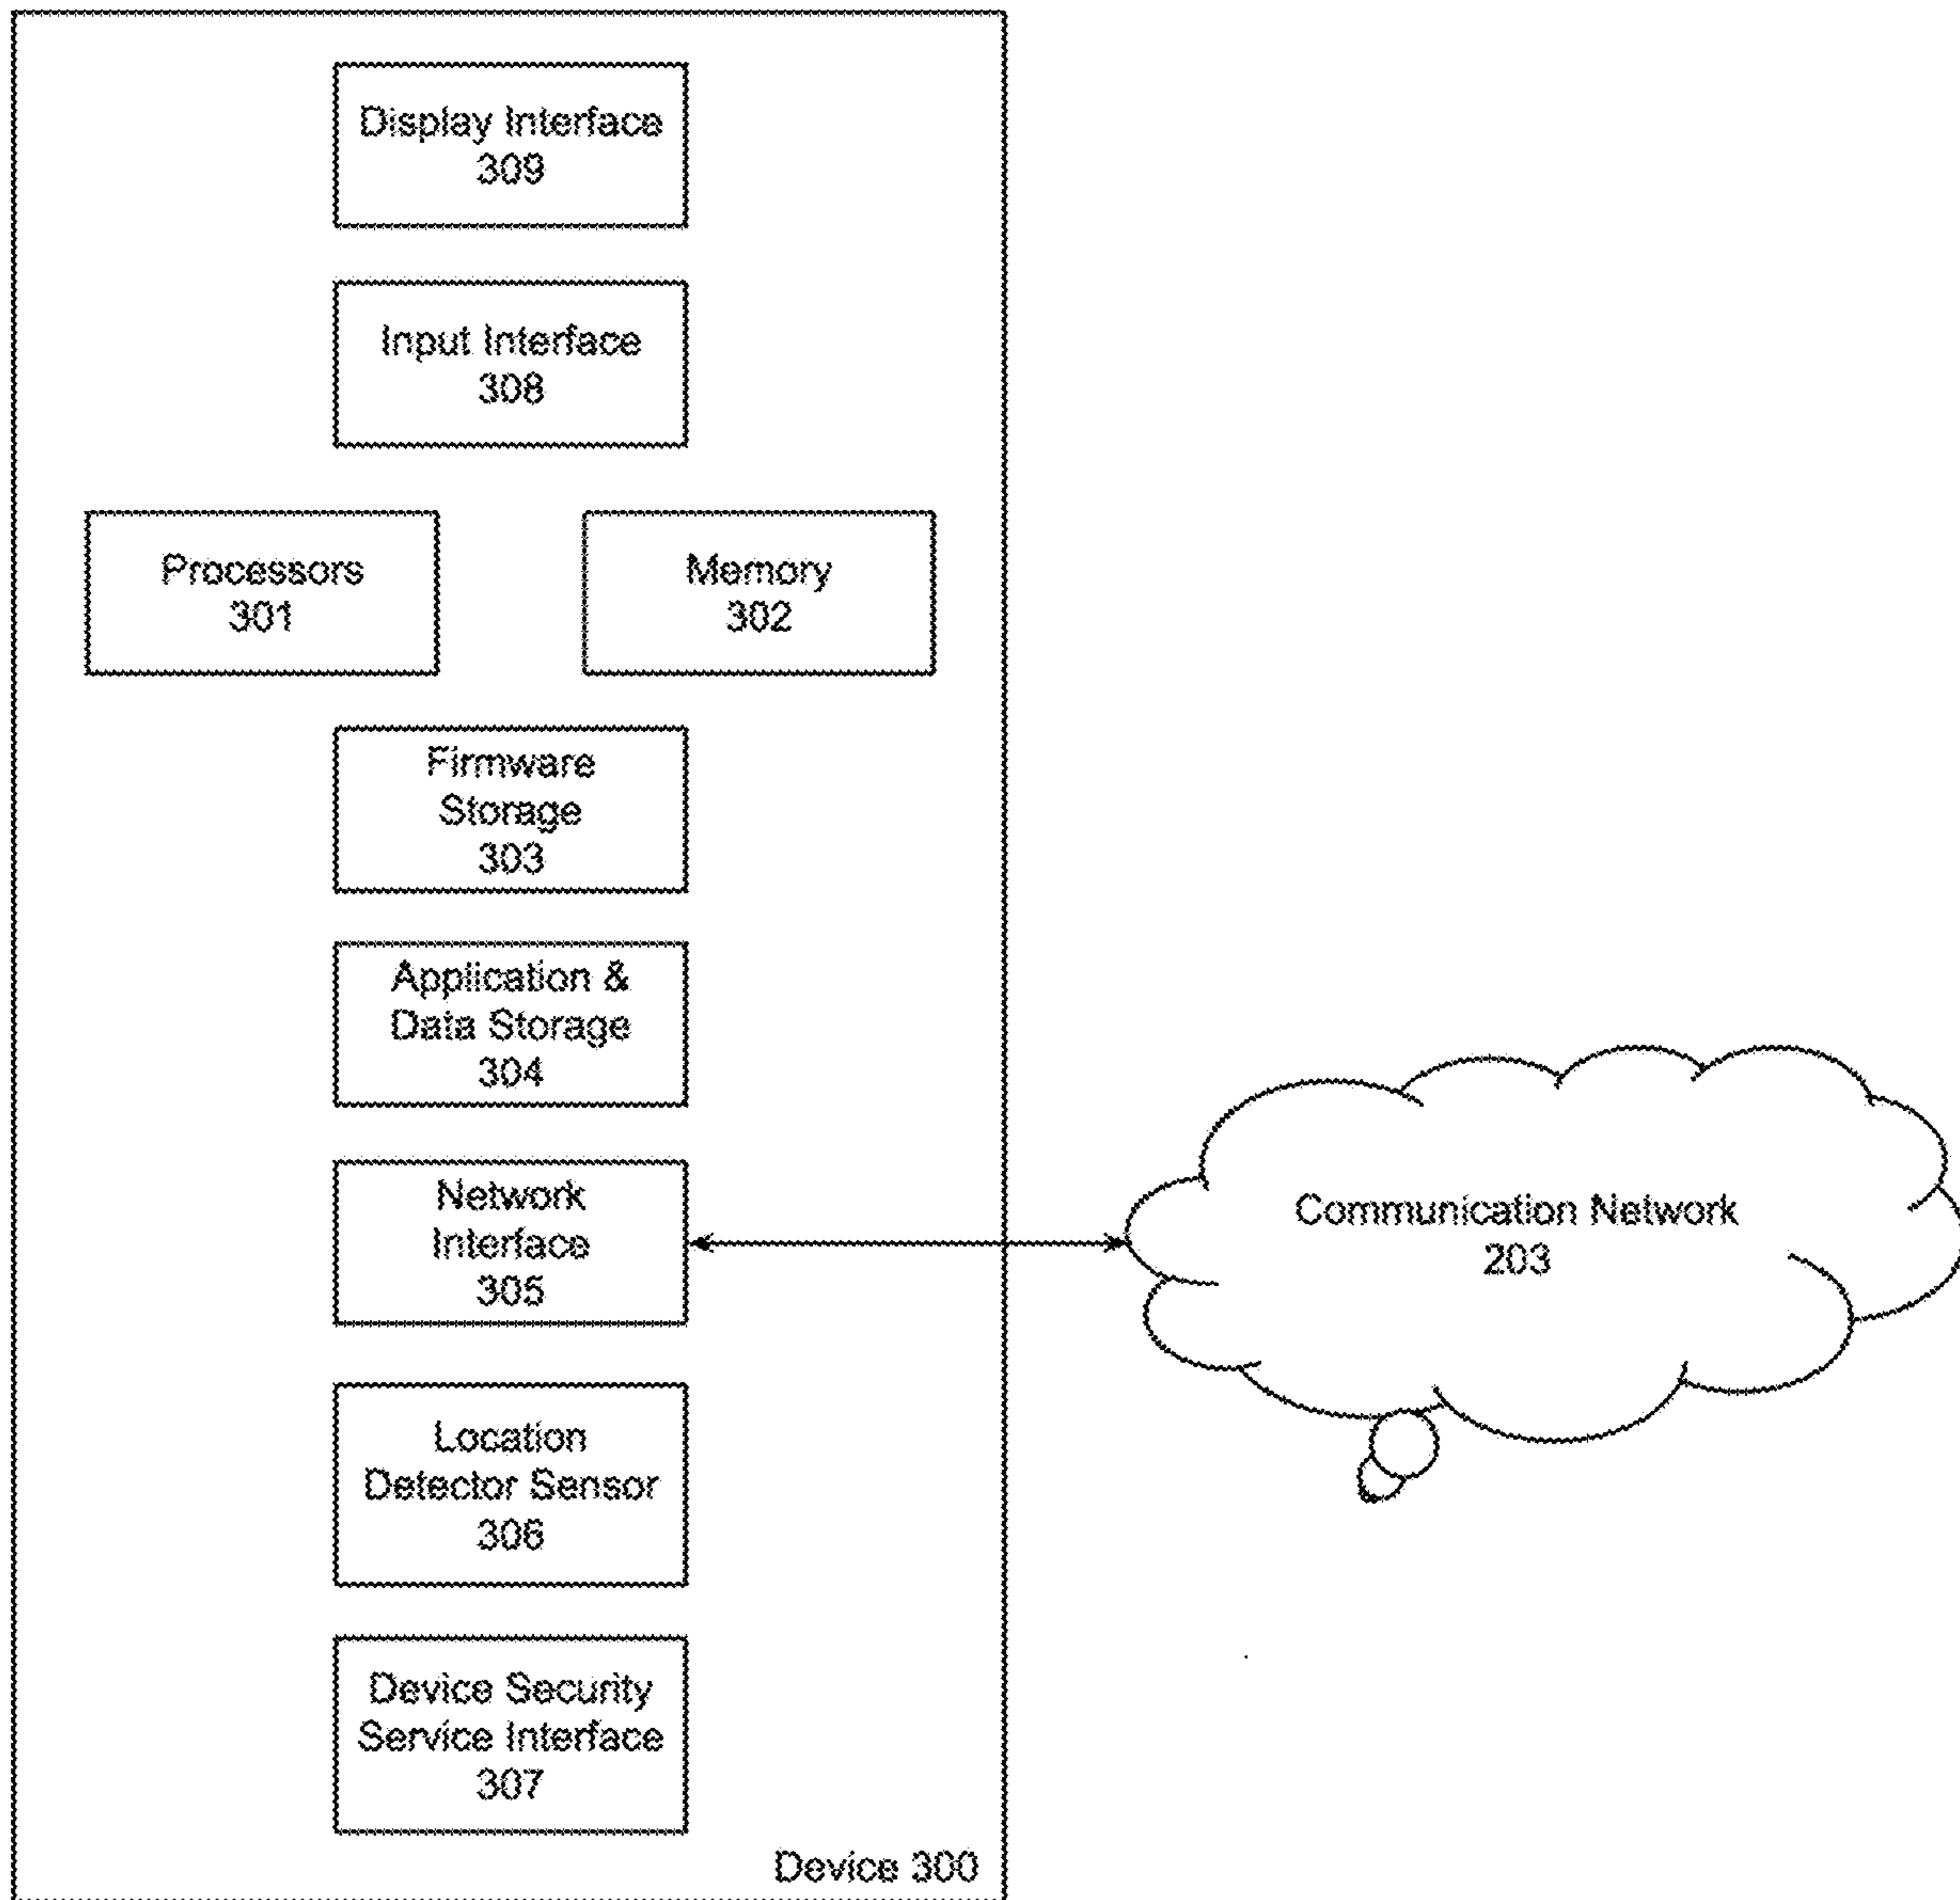 Display Interface
309
Input Interface
308
Processors
301
Memory
302
Firmware
Storage
303
Application &
Data Storage
304
Network
Interface
305
Communication Network
203
Location
Detector Sensor
306
Device Security
Service Interface
307
Device 300